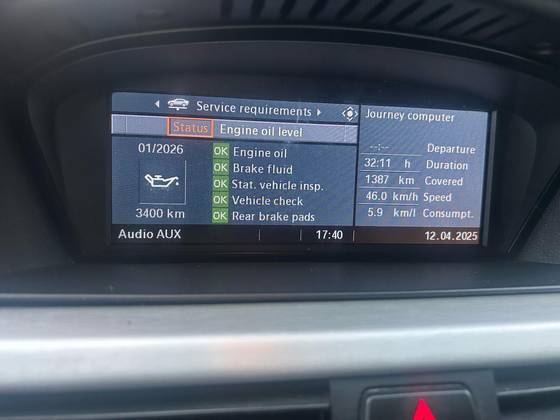 Service requirements
Status Engine oil level
01/2026
3400 km
OK Engine oil
OK Brake fluid
OK Stat. vehicle insp.
OK Vehicle check
OK Rear brake pads
Journey computer
--:-- Departure
32:11 h Duration
1387 km Covered
46.0 km/h Speed
5.9 km/l Consumpt.
Audio AUX 17:40 12.04.2025